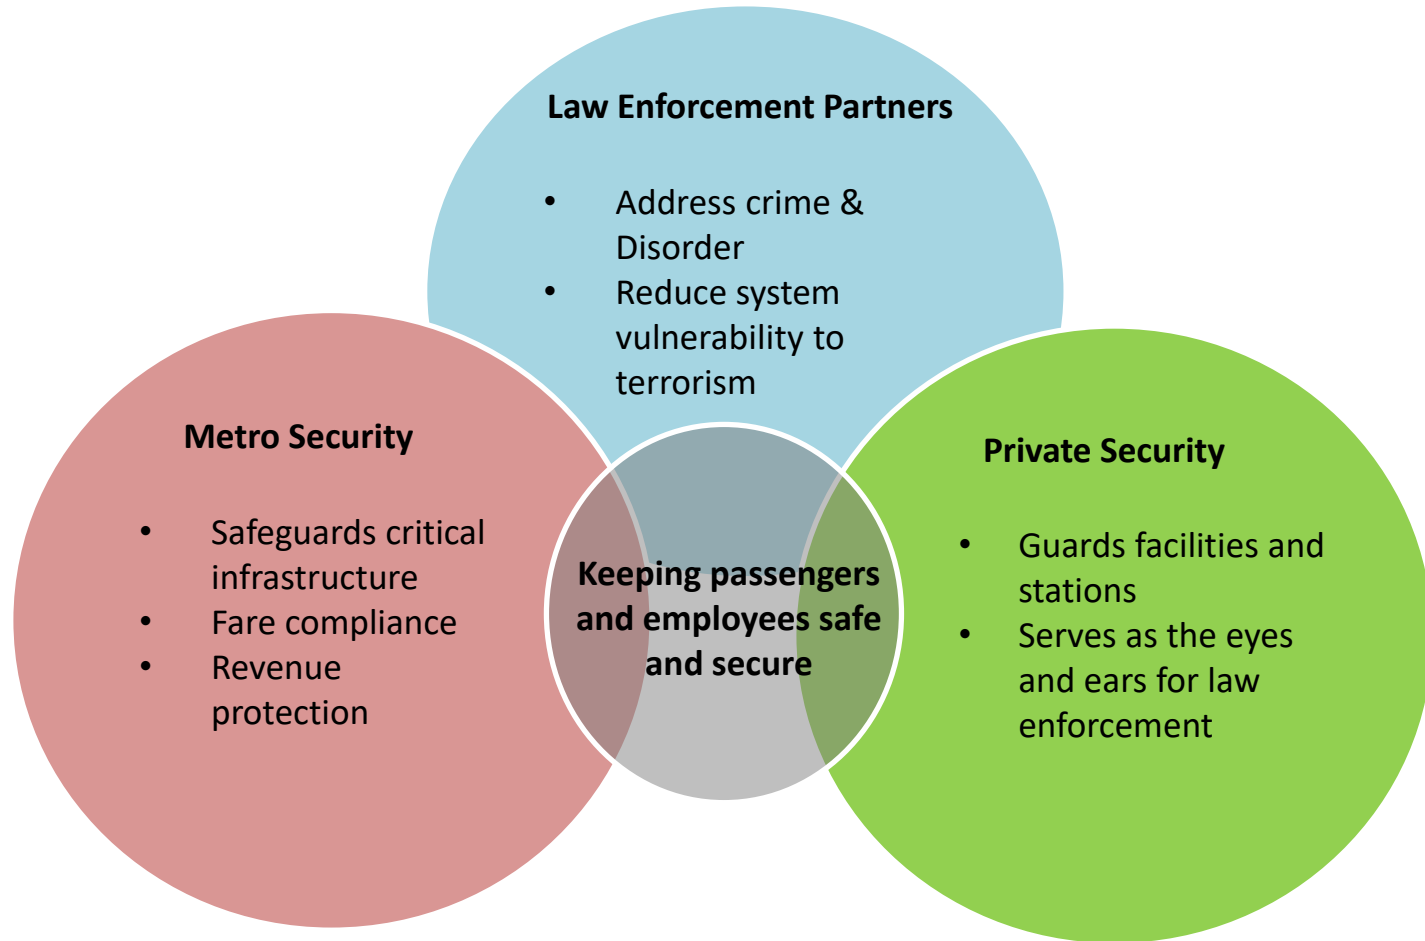 Law Enforcement Partners
• Address crime &
Disorder
• Reduce system
vulnerability to
terrorism
Metro Security
• Safeguards critical
infrastructure
• Fare compliance
• Revenue
protection
Private Security
• Guards facilities and
stations
• Serves as the eyes
and ears for law
enforcement
Keeping passengers
and employees safe
and secure